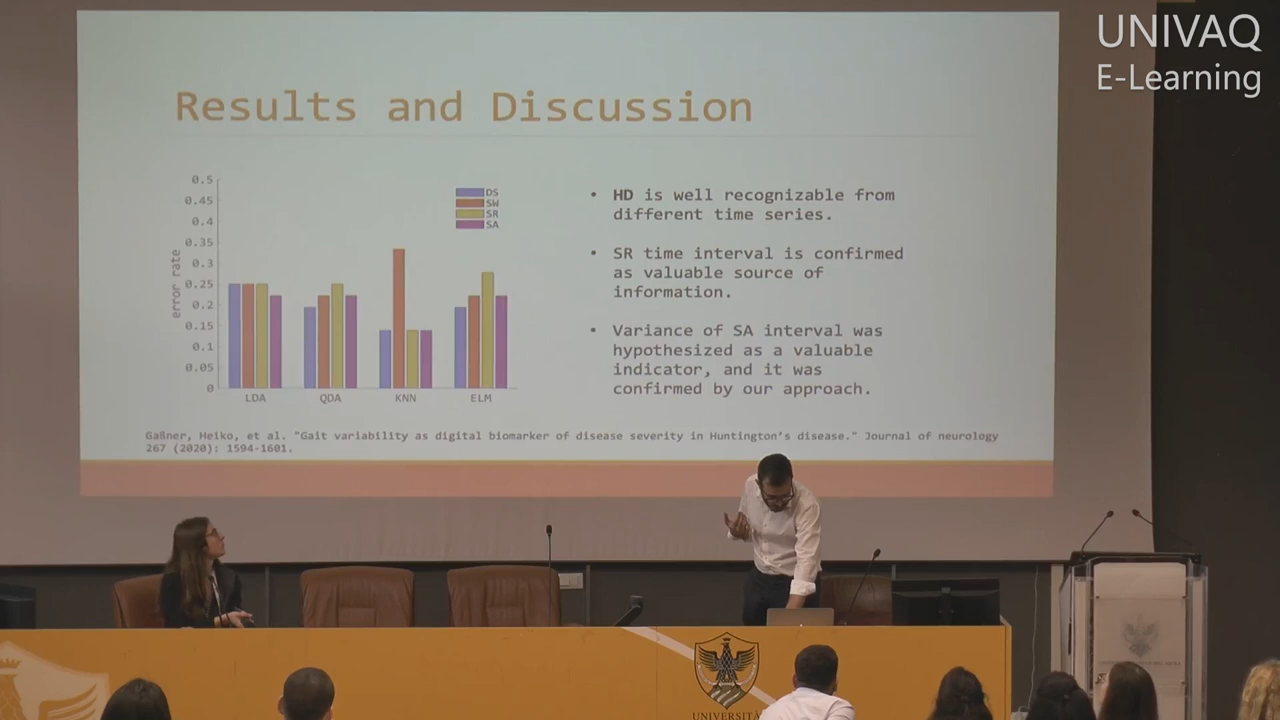 UNIVAQ
E-Learning
Results and Discussion
0.5
0.45
0.4
0.35
0.3
0.25
0.2
0.15
0.1
0.05
0
error rate
DS
SW
SR
SA
LDA QDA KNN ELM
• HD is well recognizable from
different time series.
• SR time interval is confirmed
as valuable source of
information.
• Variance of SA interval was
hypothesized as a valuable
indicator, and it was
confirmed by our approach.
Gaßner, Heiko, et al. "Gait variability as digital biomarker of disease severity in Huntington's disease." Journal of neurology
267 (2020): 1594-1601.
UNIVERSITÀ